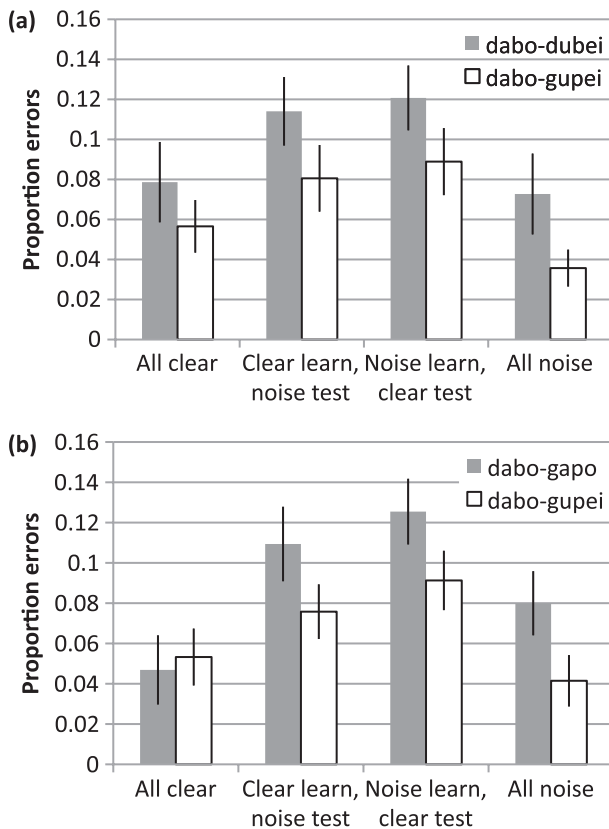 (a)
Proportion errors
0.16
0.14
0.12
0.1
0.08
0.06
0.04
0.02
0
dabo-dubei
dabo-gupei
All clear
Clear learn, noise test
Noise learn, clear test
All noise
(b)
Proportion errors
0.16
0.14
0.12
0.1
0.08
0.06
0.04
0.02
0
dabo-gapo
dabo-gupei
All clear
Clear learn, noise test
Noise learn, clear test
All noise